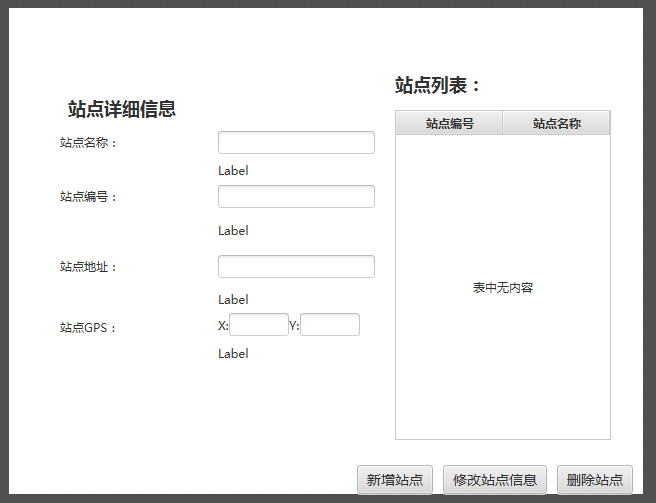 站点列表：
站点详细信息
站点编号 站点名称
站点名称：
Label
站点编号：
Label
站点地址：
表中无内容
Label
站点GPS： X: Y:
Label
新增站点 修改站点信息 删除站点